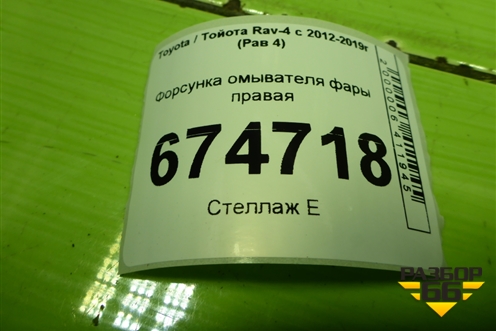 Toyota / Тойота Rav-4 с 2012-2019г
(Рав 4)
Форсунка омывателя фары
правая
674718
Стеллаж Е
2000006411945
РАЗБОР
66